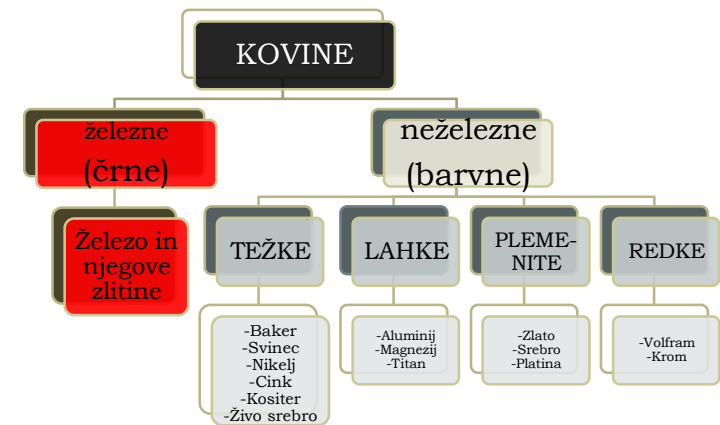 KOVINE
železne
(črne)
neželezne
(barvne)
Železo in
njegove
zlitine
TEŽKE
LAHKE
PLEME-
NITE
REDKE
-Baker
-Svinec
-Nikelj
-Cink
-Kositer
-Živo srebro
-Aluminij
-Magnezij
-Titan
-Zlato
-Srebro
-Platina
-Volfram
-Krom